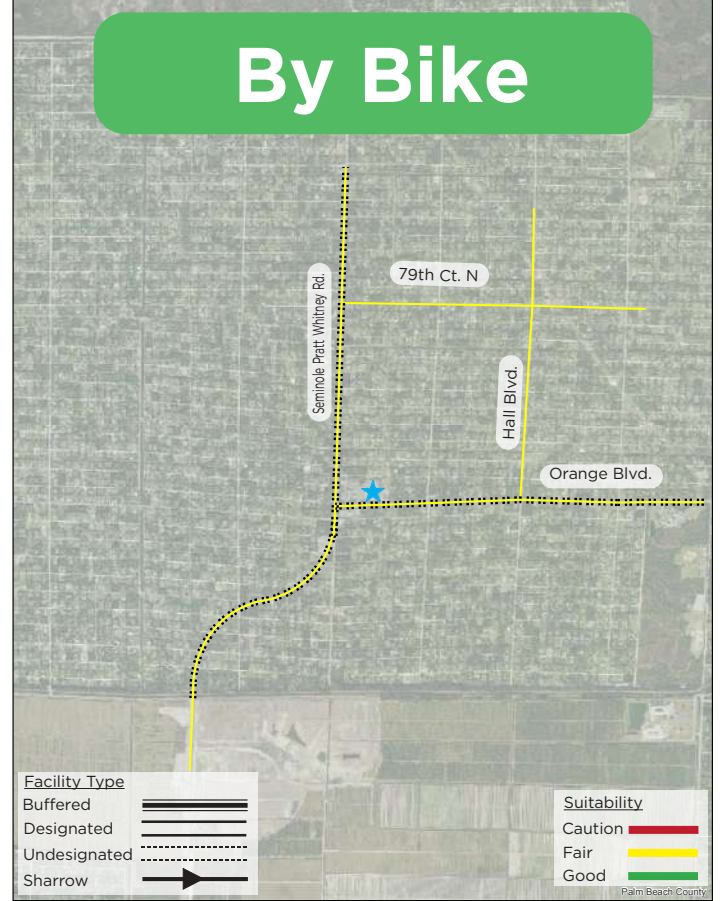 By Bike
79th Ct. N
Seminole Pratt Whitney Rd.
Hall Blvd.
Orange Blvd.
Facility Type
Buffered
Designated
Undesignated
Sharrow
Suitability
Caution
Fair
Good
Palm Beach County